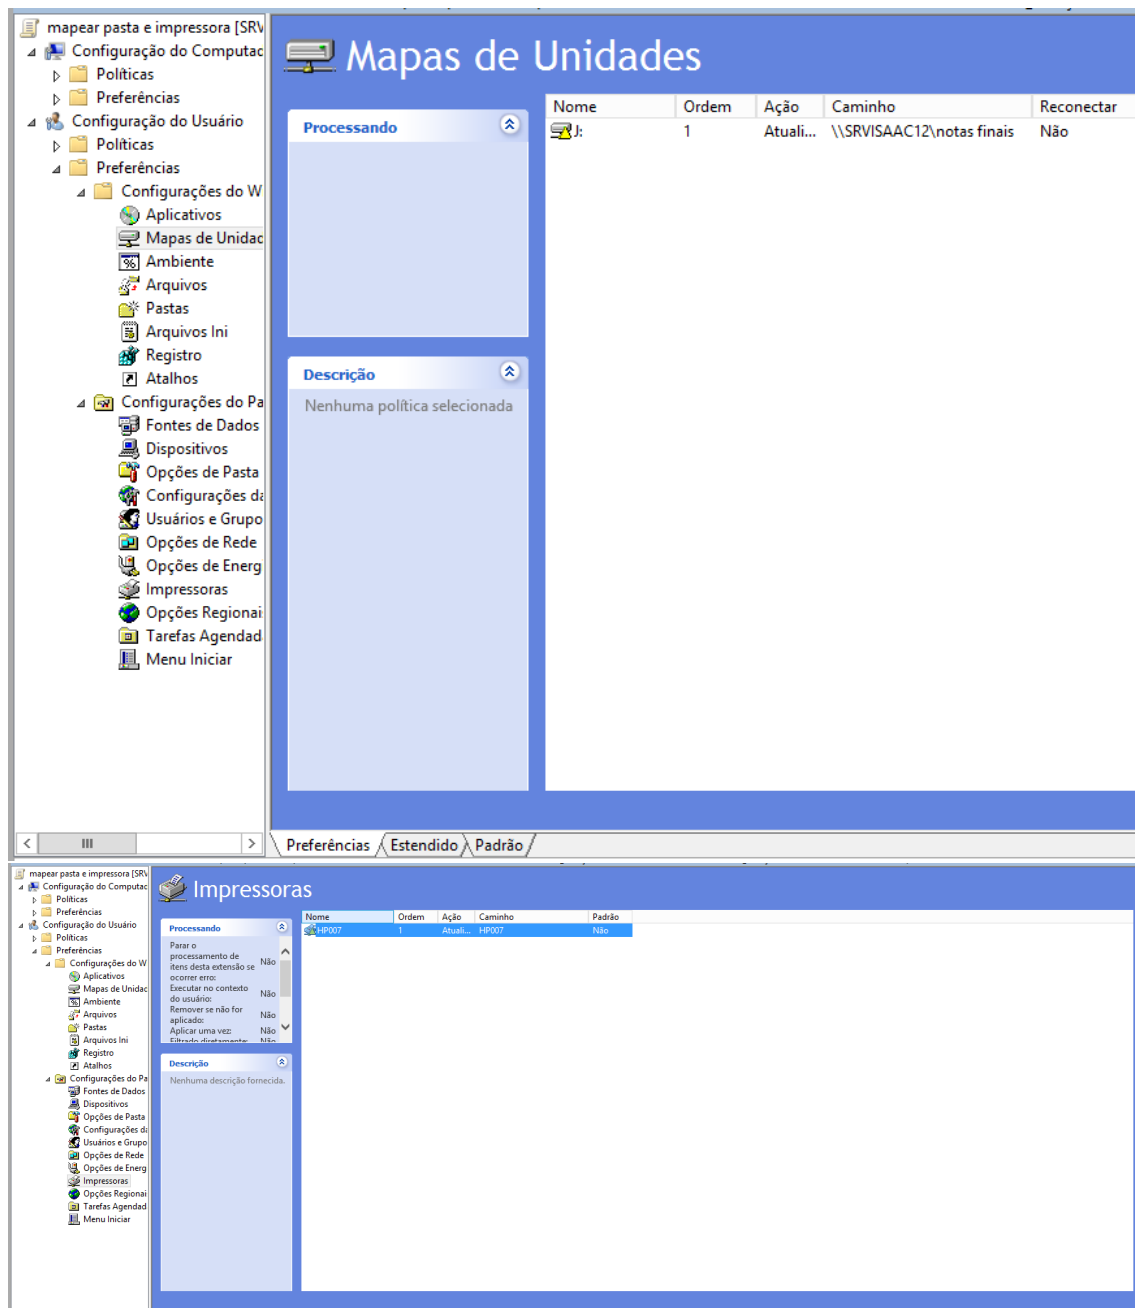 mapear pasta e impressora [SRV
Configuração do Computac
Políticas
Preferências
Configuração do Usuário
Políticas
Preferências
Configurações do W
Aplicativos
Mapas de Unidac
Ambiente
Arquivos
Pastas
Arquivos Ini
Registro
Atalhos
Configurações do Pa
Fontes de Dados
Dispositivos
Opções de Pasta
Configurações da
Usuários e Grupo
Opções de Rede
Opções de Energ
Impressoras
Opções Regionai
Tarefas Agendad
Menu Iniciar
Mapas de Unidades
Processando
Descrição
Nenhuma política selecionada
Nome Ordem Ação Caminho Reconectar
J: 1 Atuali... \\SRVISAAC12\notas finais Não
Preferências Estendido Padrão
mapear pasta e impressora [SRV
Configuração do Computac
Políticas
Preferências
Configuração do Usuário
Políticas
Preferências
Configurações do W
Aplicativos
Mapas de Unidac
Ambiente
Arquivos
Pastas
Arquivos Ini
Registro
Atalhos
Configurações do Pa
Fontes de Dados
Dispositivos
Opções de Pasta
Configurações da
Usuários e Grupo
Opções de Rede
Opções de Energ
Impressoras
Opções Regionai
Tarefas Agendad
Menu Iniciar
Impressoras
Processando
Parar o
processamento de
itens desta extensão se Não
ocorrer erro:
Executar no contexto
do usuário: Não
Remover se não for
aplicado: Não
Aplicar uma vez: Não
Filtrado diretamente: Não
Descrição
Nenhuma descrição fornecida.
Nome Ordem Ação Caminho Padrão
HP007 1 Atuali... HP007 Não